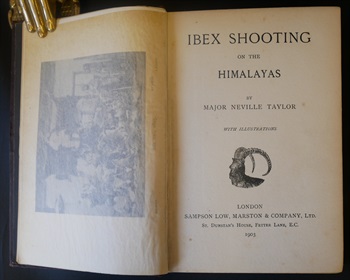 IBEX SHOOTING
ON THE
HIMALAYAS
BY
MAJOR NEVILLE TAYLOR
WITH ILLUSTRATIONS
LONDON
SAMPSON LOW, MARSTON & COMPANY, LTD.
ST. DUNSTAN'S HOUSE, FETTER LANE, E.C.
1903